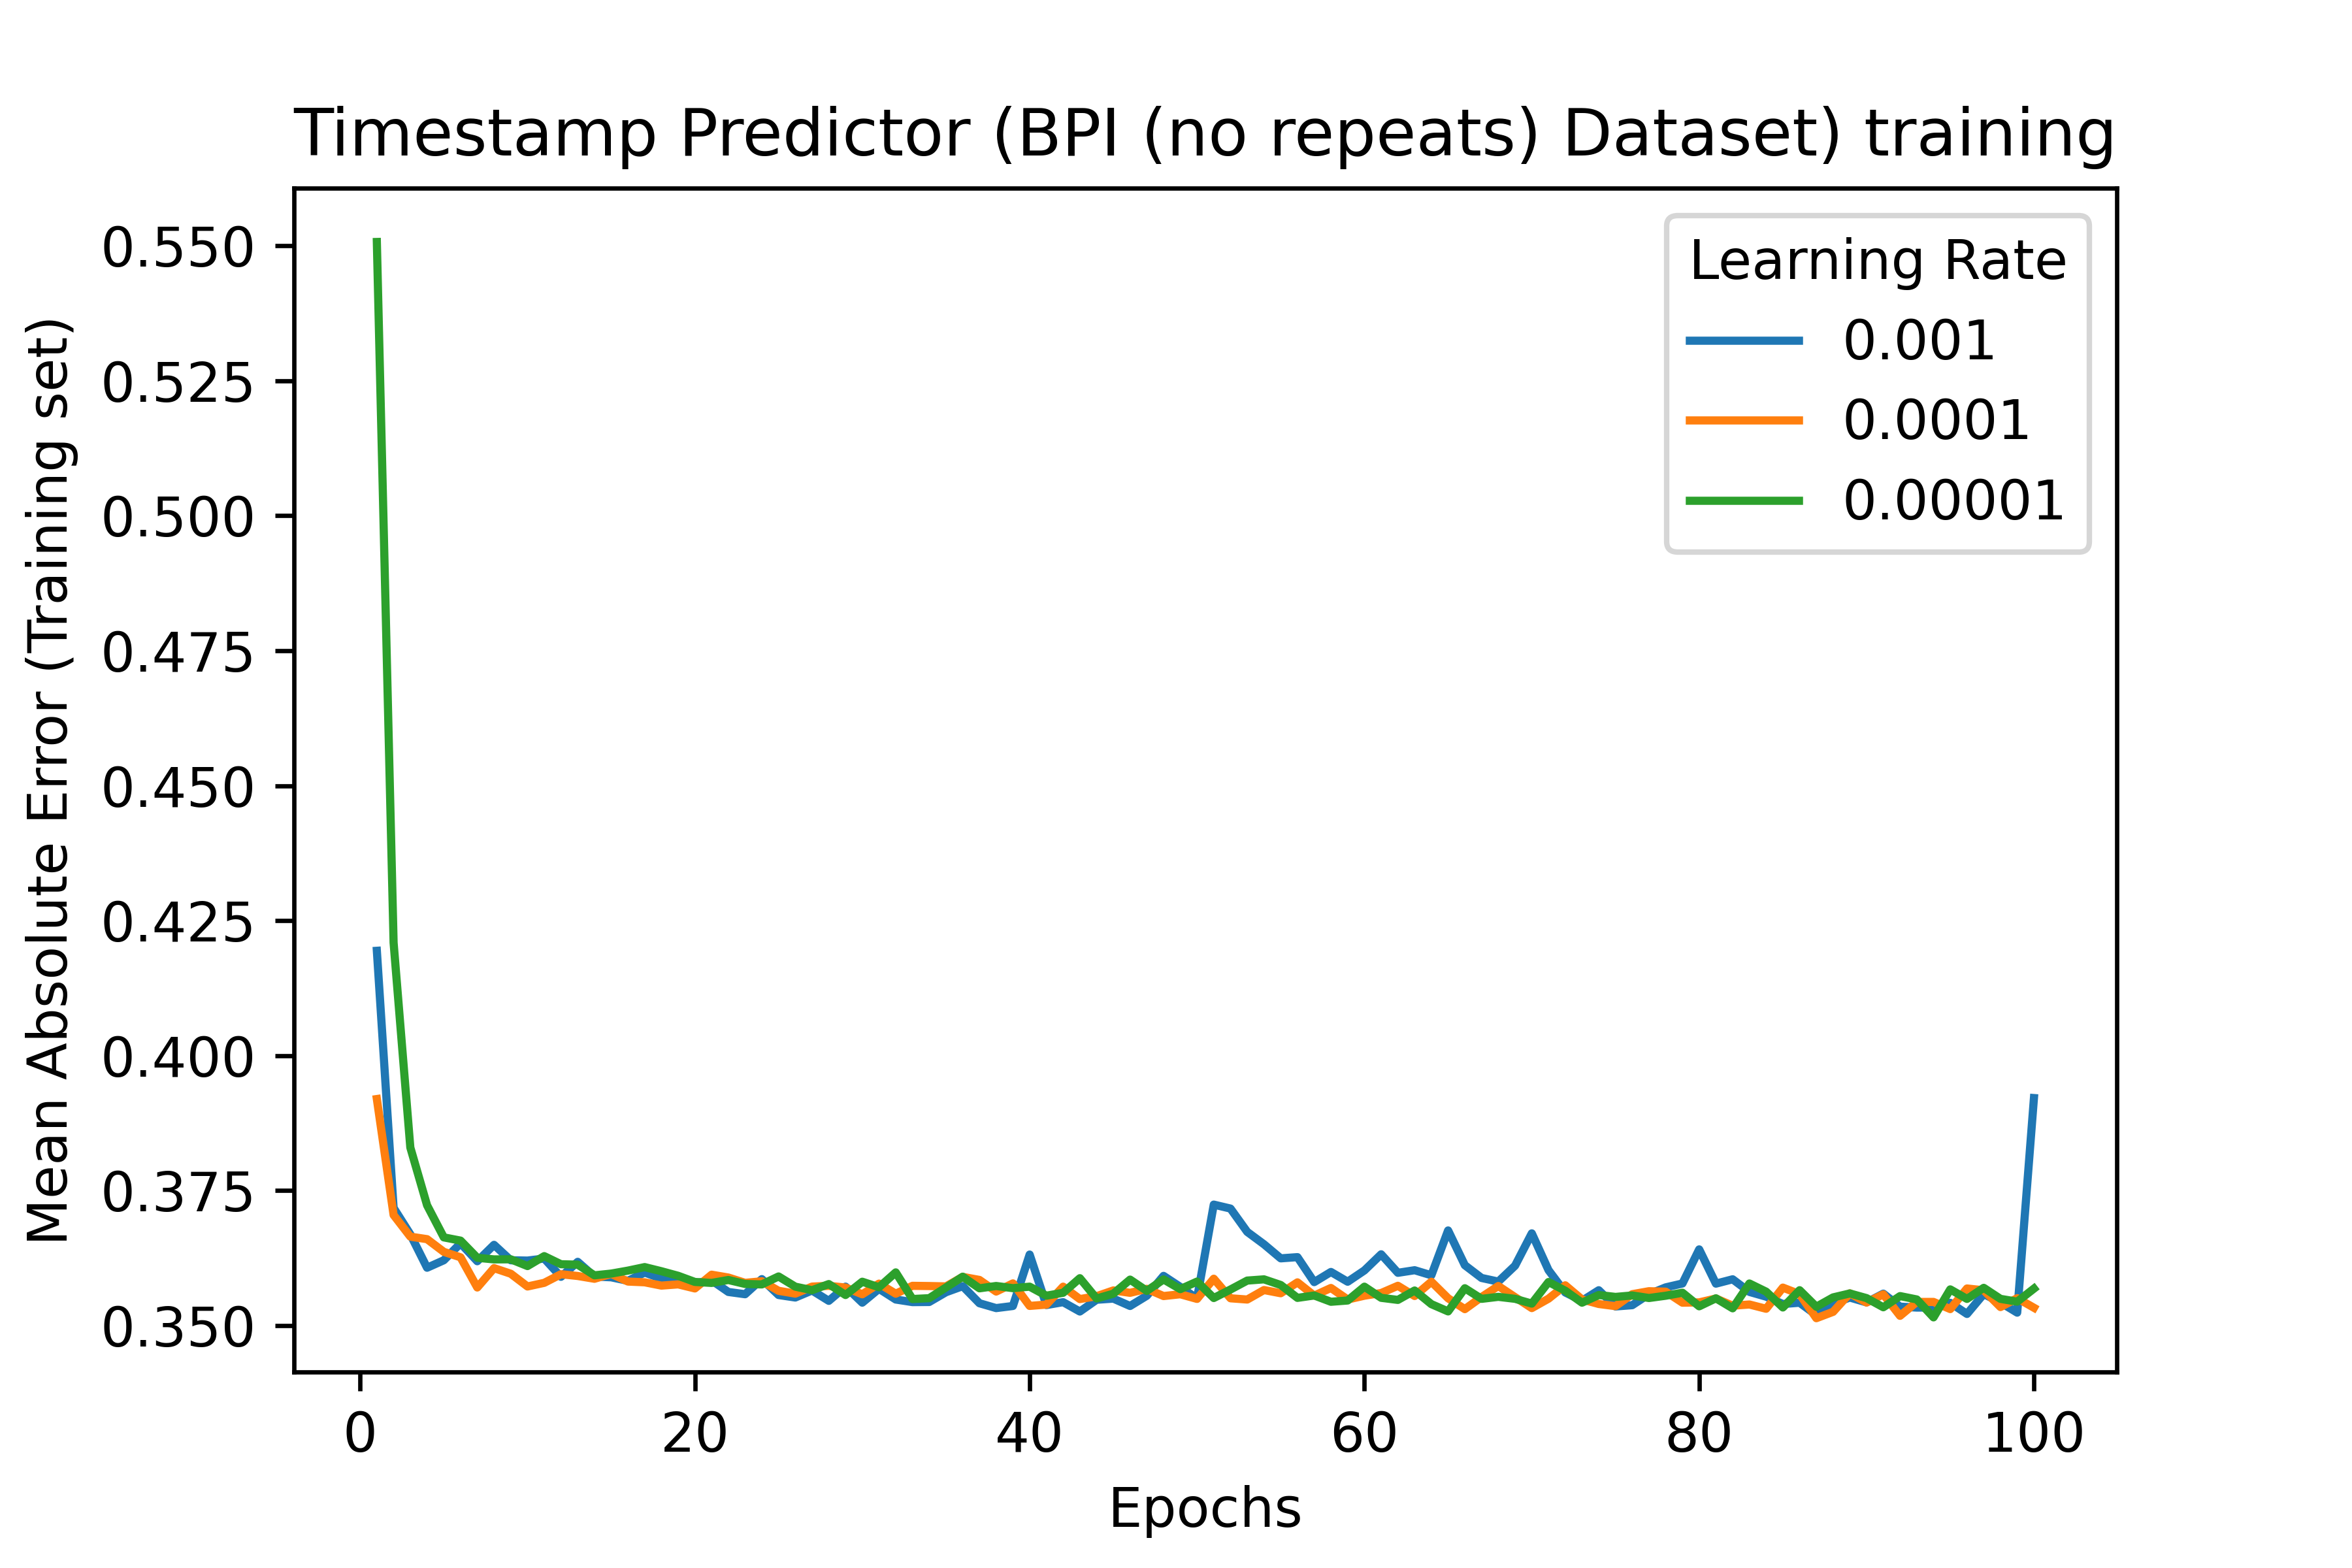 Timestamp Predictor (BPI (no repeats) Dataset) training
Mean Absolute Error (Training set)
0.550
0.525
0.500
0.475
0.450
0.425
0.400
0.375
0.350
Learning Rate
0.001
0.0001
0.00001
0 20 40 60 80 100
Epochs